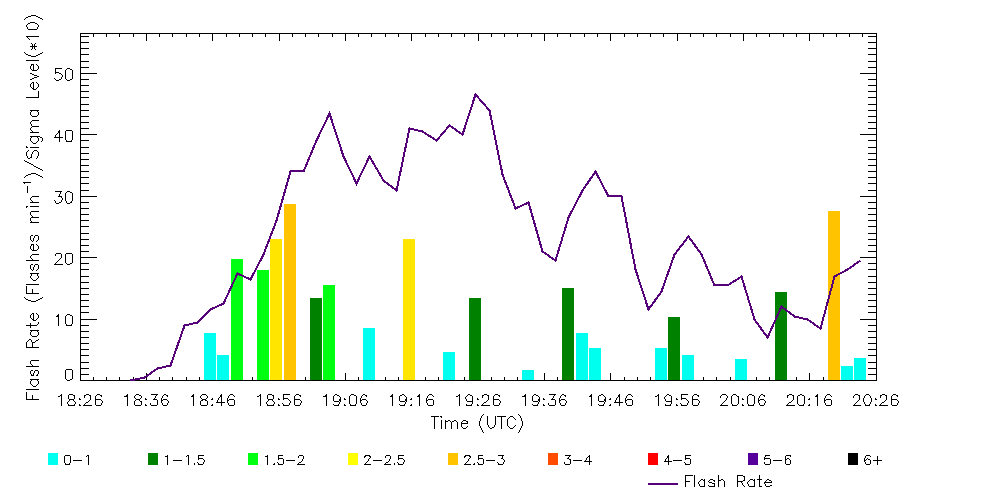 Flash Rate (Flashes min⁻¹)/Sigma Level(*10)
50
40
30
20
10
0
18:26 18:36 18:46 18:56 19:06 19:16 19:26 19:36 19:46 19:56 20:06 20:16 20:26
Time (UTC)
0-1 1-1.5 1.5-2 2-2.5 2.5-3 3-4 4-5 5-6 6+
Flash Rate